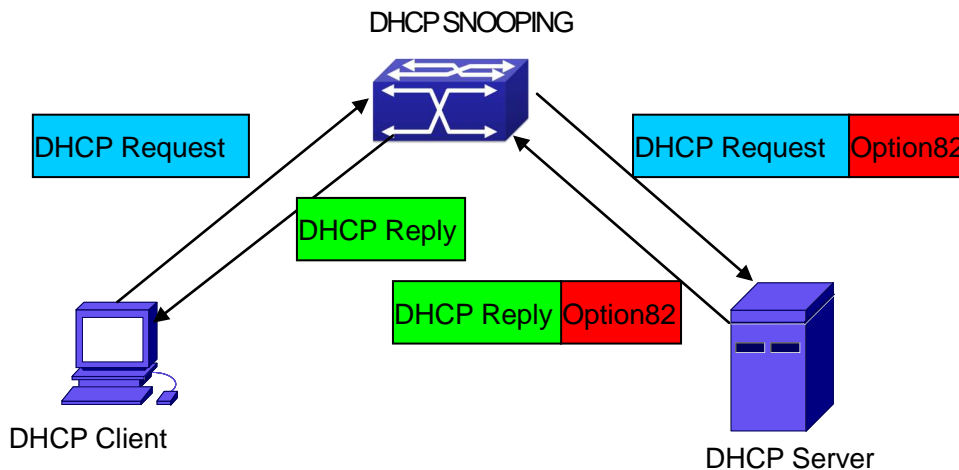 DHCP SNOOPING
DHCP Request
DHCP Request Option82
DHCP Reply
DHCP Reply Option82
DHCP Client
DHCP Server